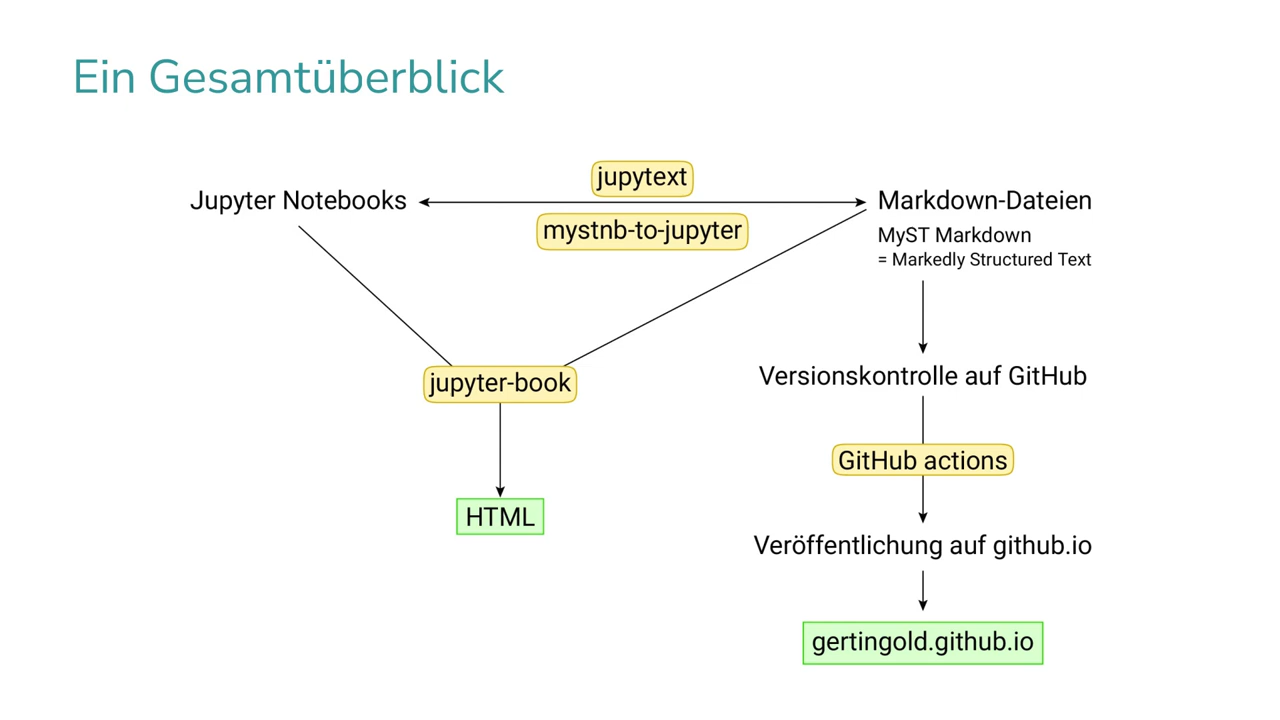 Ein Gesamtüberblick
jupytext
Jupyter Notebooks
Markdown-Dateien
mystnb-to-jupyter
MyST Markdown
= Markedly Structured Text
jupyter-book
Versionskontrolle auf GitHub
GitHub actions
HTML
Veröffentlichung auf github.io
gertingold.github.io